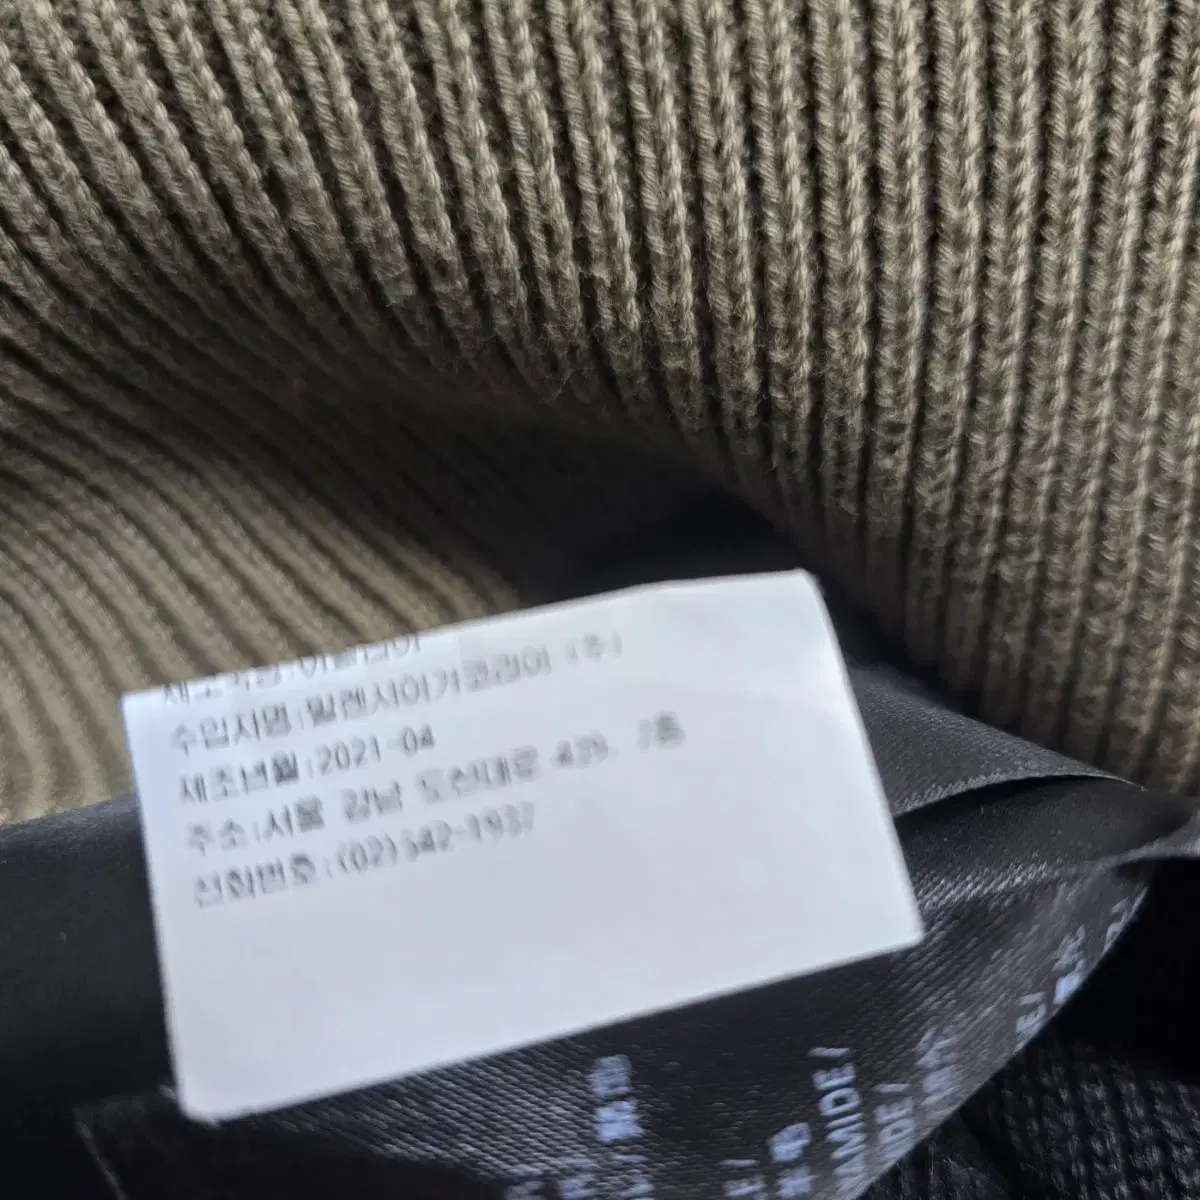 제조국명:이탈리아
수입자명:발렌시아가코리아 (주)
제조년월:2021-04
주소:서울 강남 도산대로 439, 7층
전화번호:(02)542-1937
AMIDE/
DE/
E/